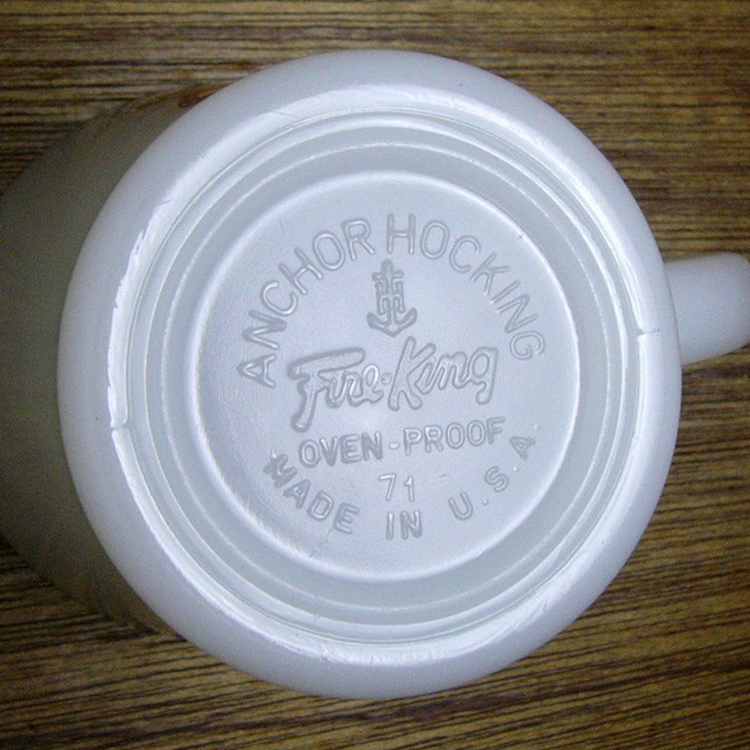 ANCHOR HOCKING
Fire-King
OVEN-PROOF
71
MADE IN U.S.A.